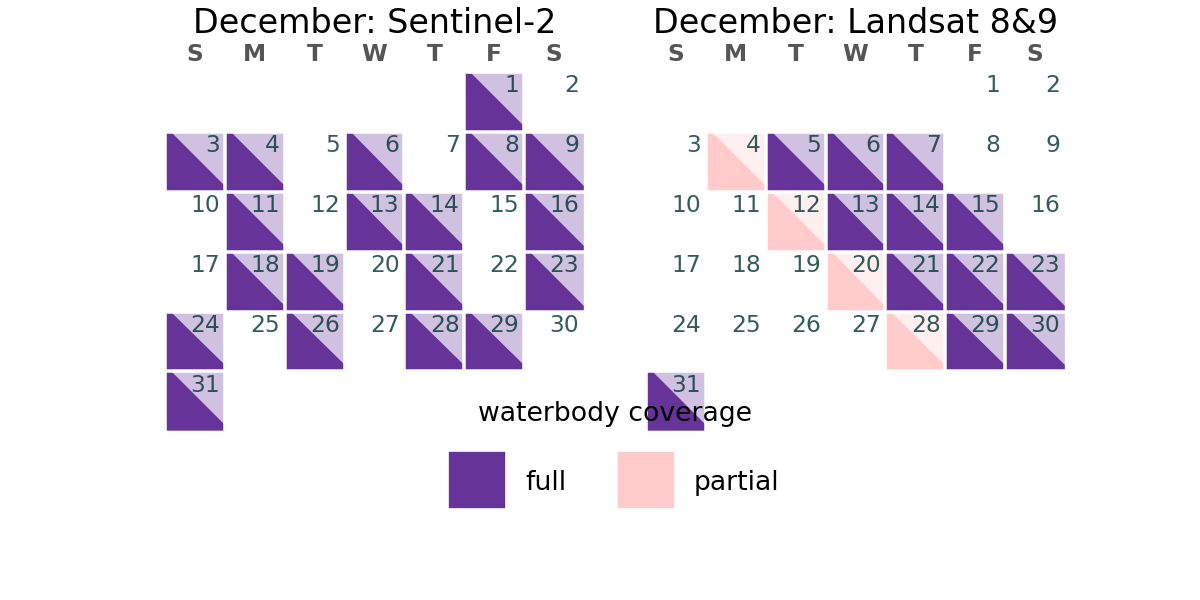 December: Sentinel-2
S M T W T F S
1 2
3 4 5 6 7 8 9
10 11 12 13 14 15 16
17 18 19 20 21 22 23
24 25 26 27 28 29 30
31
December: Landsat 8&9
S M T W T F S
1 2
3 4 5 6 7 8 9
10 11 12 13 14 15 16
17 18 19 20 21 22 23
24 25 26 27 28 29 30
31
waterbody coverage
full partial